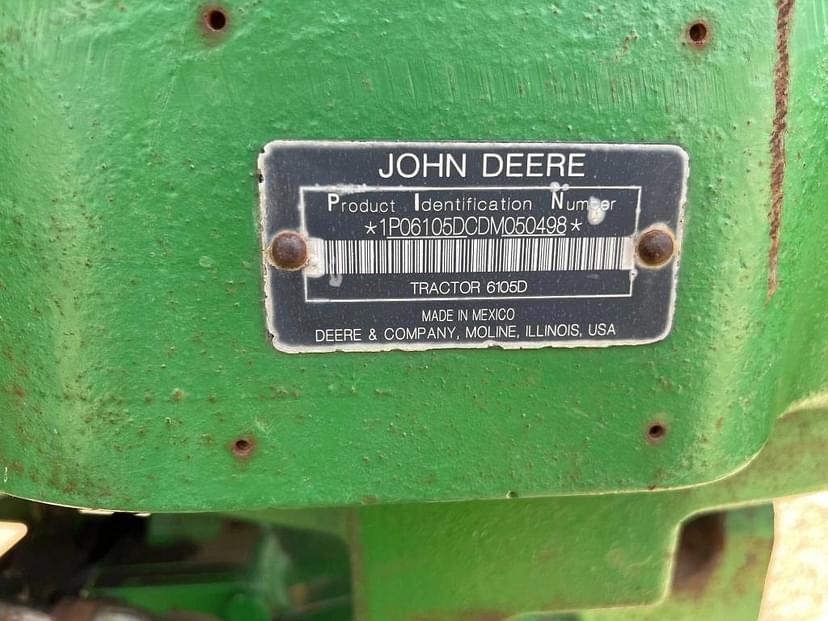 JOHN DEERE
Product Identification Number
*1P06105DCDM050498*
TRACTOR 6105D
MADE IN MEXICO
DEERE & COMPANY, MOLINE, ILLINOIS, USA